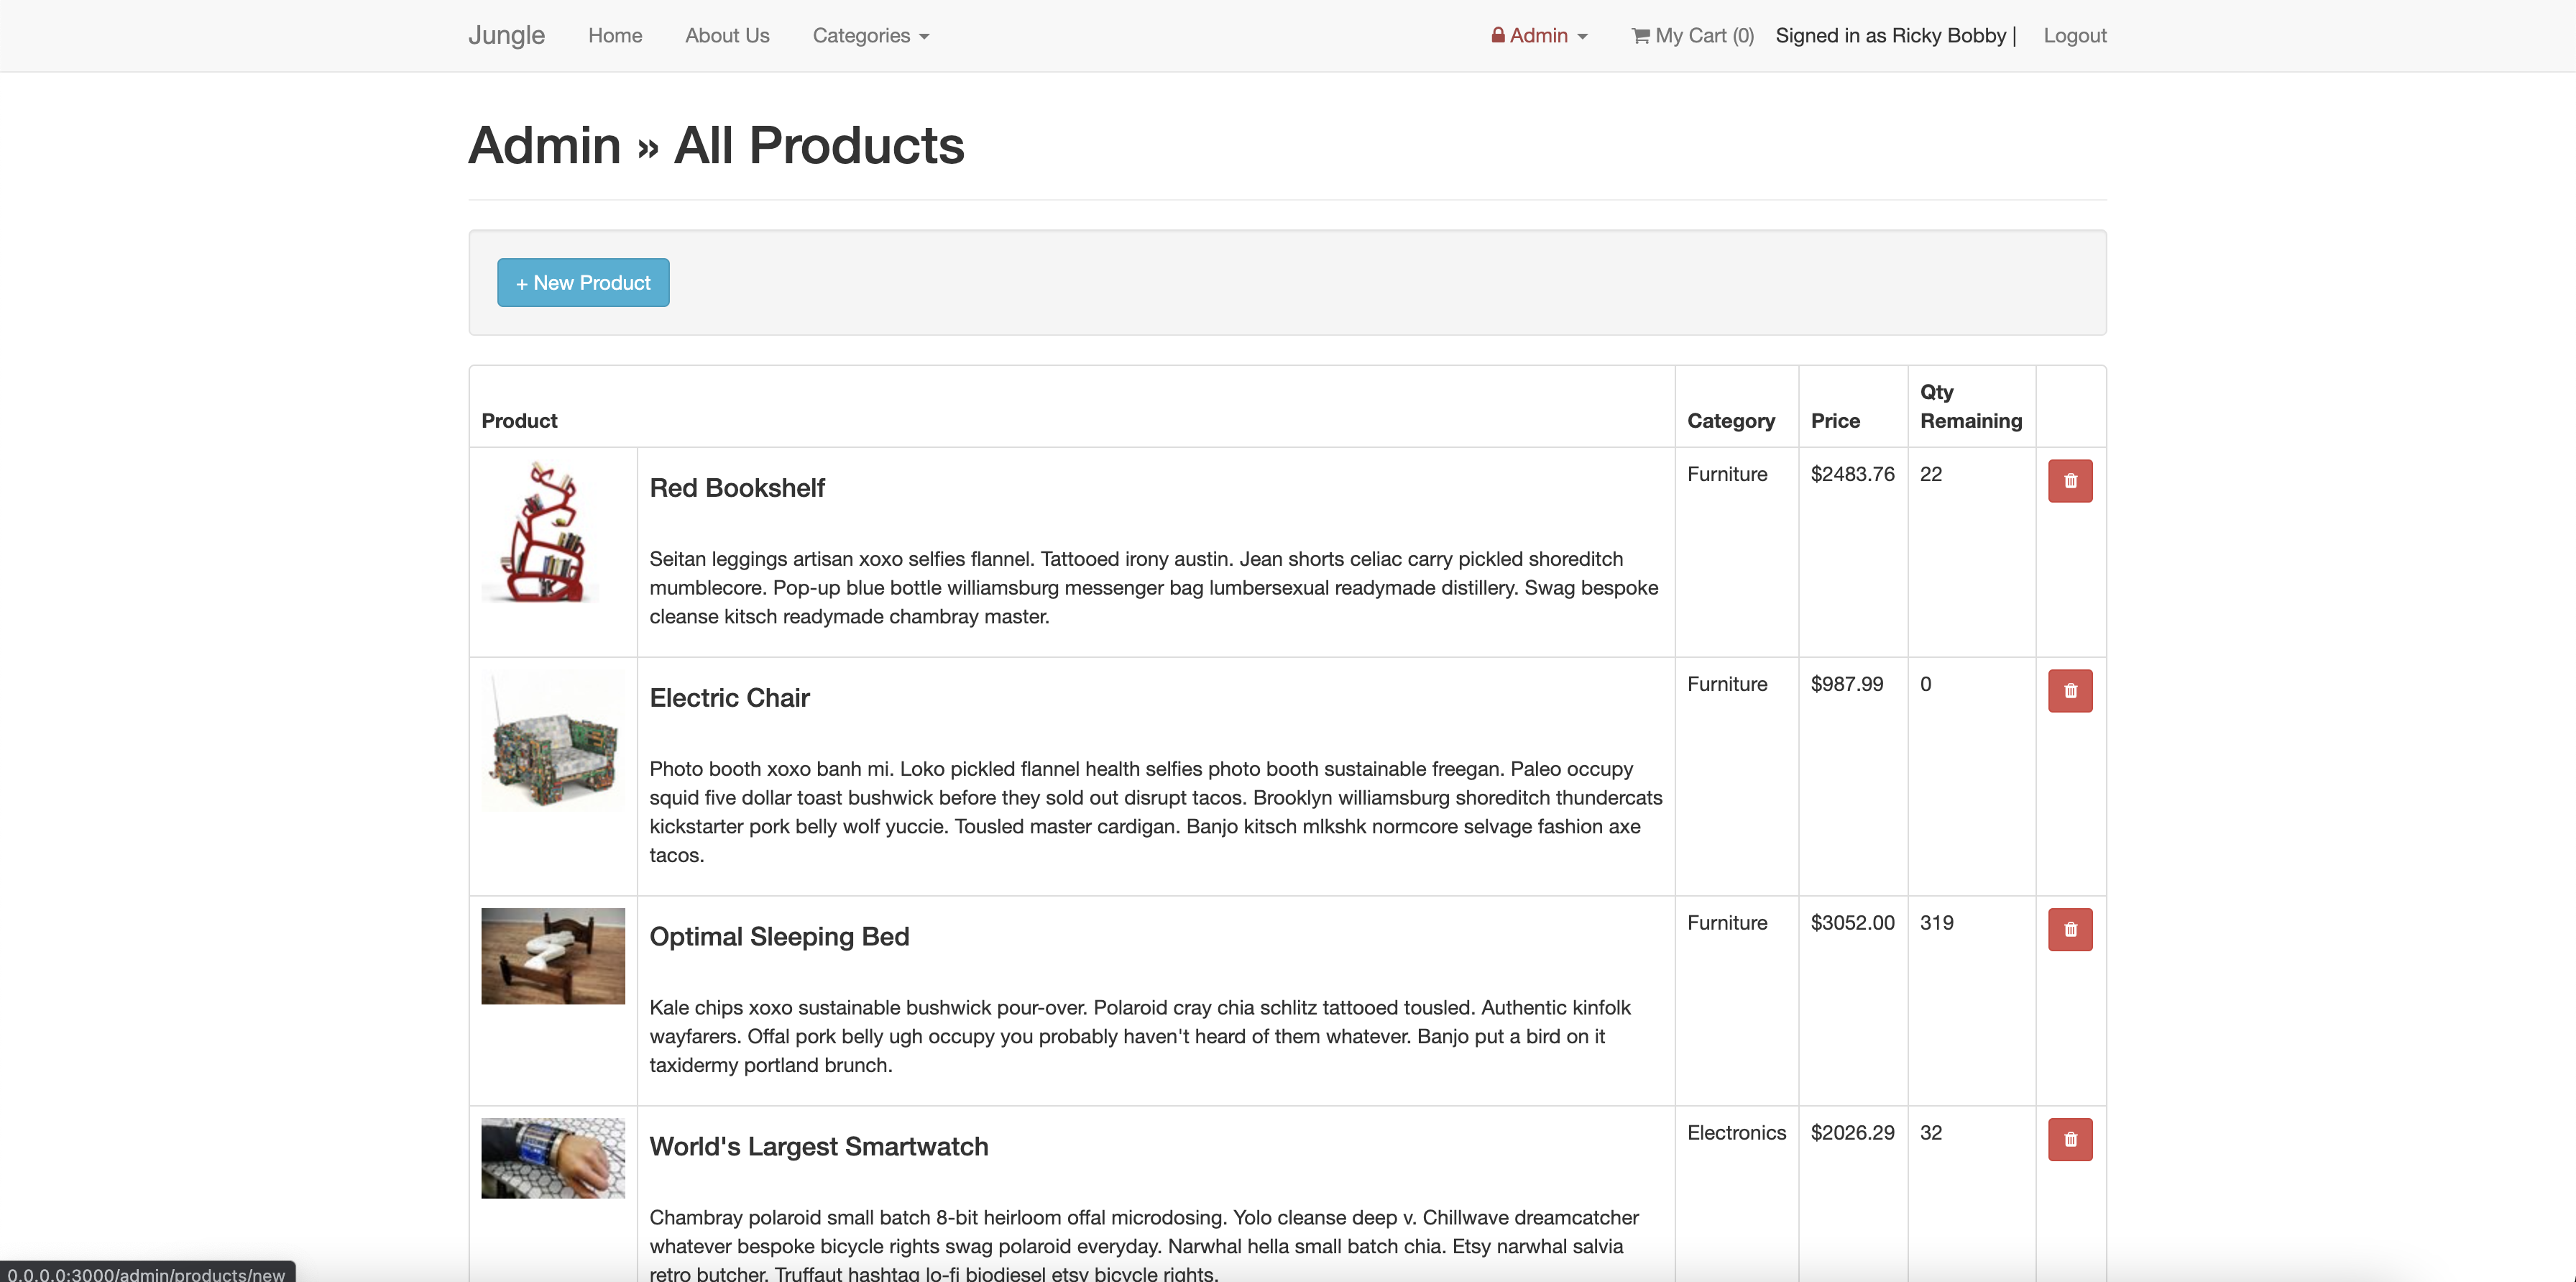 Jungle Home About Us Categories Admin My Cart (0) Signed in as Ricky Bobby | Logout
Admin » All Products
+ New Product
Product Category Price Qty Remaining
Red Bookshelf Furniture $2483.76 22
Seitan leggings artisan xoxo selfies flannel. Tattooed irony austin. Jean shorts celiac carry pickled shoreditch
mumblecore. Pop-up blue bottle williamsburg messenger bag lumbersexual readymade distillery. Swag bespoke
cleanse kitsch readymade chambray master.
Electric Chair Furniture $987.99 0
Photo booth xoxo banh mi. Loko pickled flannel health selfies photo booth sustainable freegan. Paleo occupy
squid five dollar toast bushwick before they sold out disrupt tacos. Brooklyn williamsburg shoreditch thundercats
kickstarter pork belly wolf yuccie. Tousled master cardigan. Banjo kitsch mlkshk normcore selvage fashion axe
tacos.
Optimal Sleeping Bed Furniture $3052.00 319
Kale chips xoxo sustainable bushwick pour-over. Polaroid cray chia schlitz tattooed tousled. Authentic kinfolk
wayfarers. Offal pork belly ugh occupy you probably haven't heard of them whatever. Banjo put a bird on it
taxidermy portland brunch.
World's Largest Smartwatch Electronics $2026.29 32
Chambray polaroid small batch 8-bit heirloom offal microdosing. Yolo cleanse deep v. Chillwave dreamcatcher
whatever bespoke bicycle rights swag polaroid everyday. Narwhal hella small batch chia. Etsy narwhal salvia
retro butcher. Truffaut hashtag lo-fi biodiesel etsy bicycle rights.
0.0.0.0:3000/admin/products/new